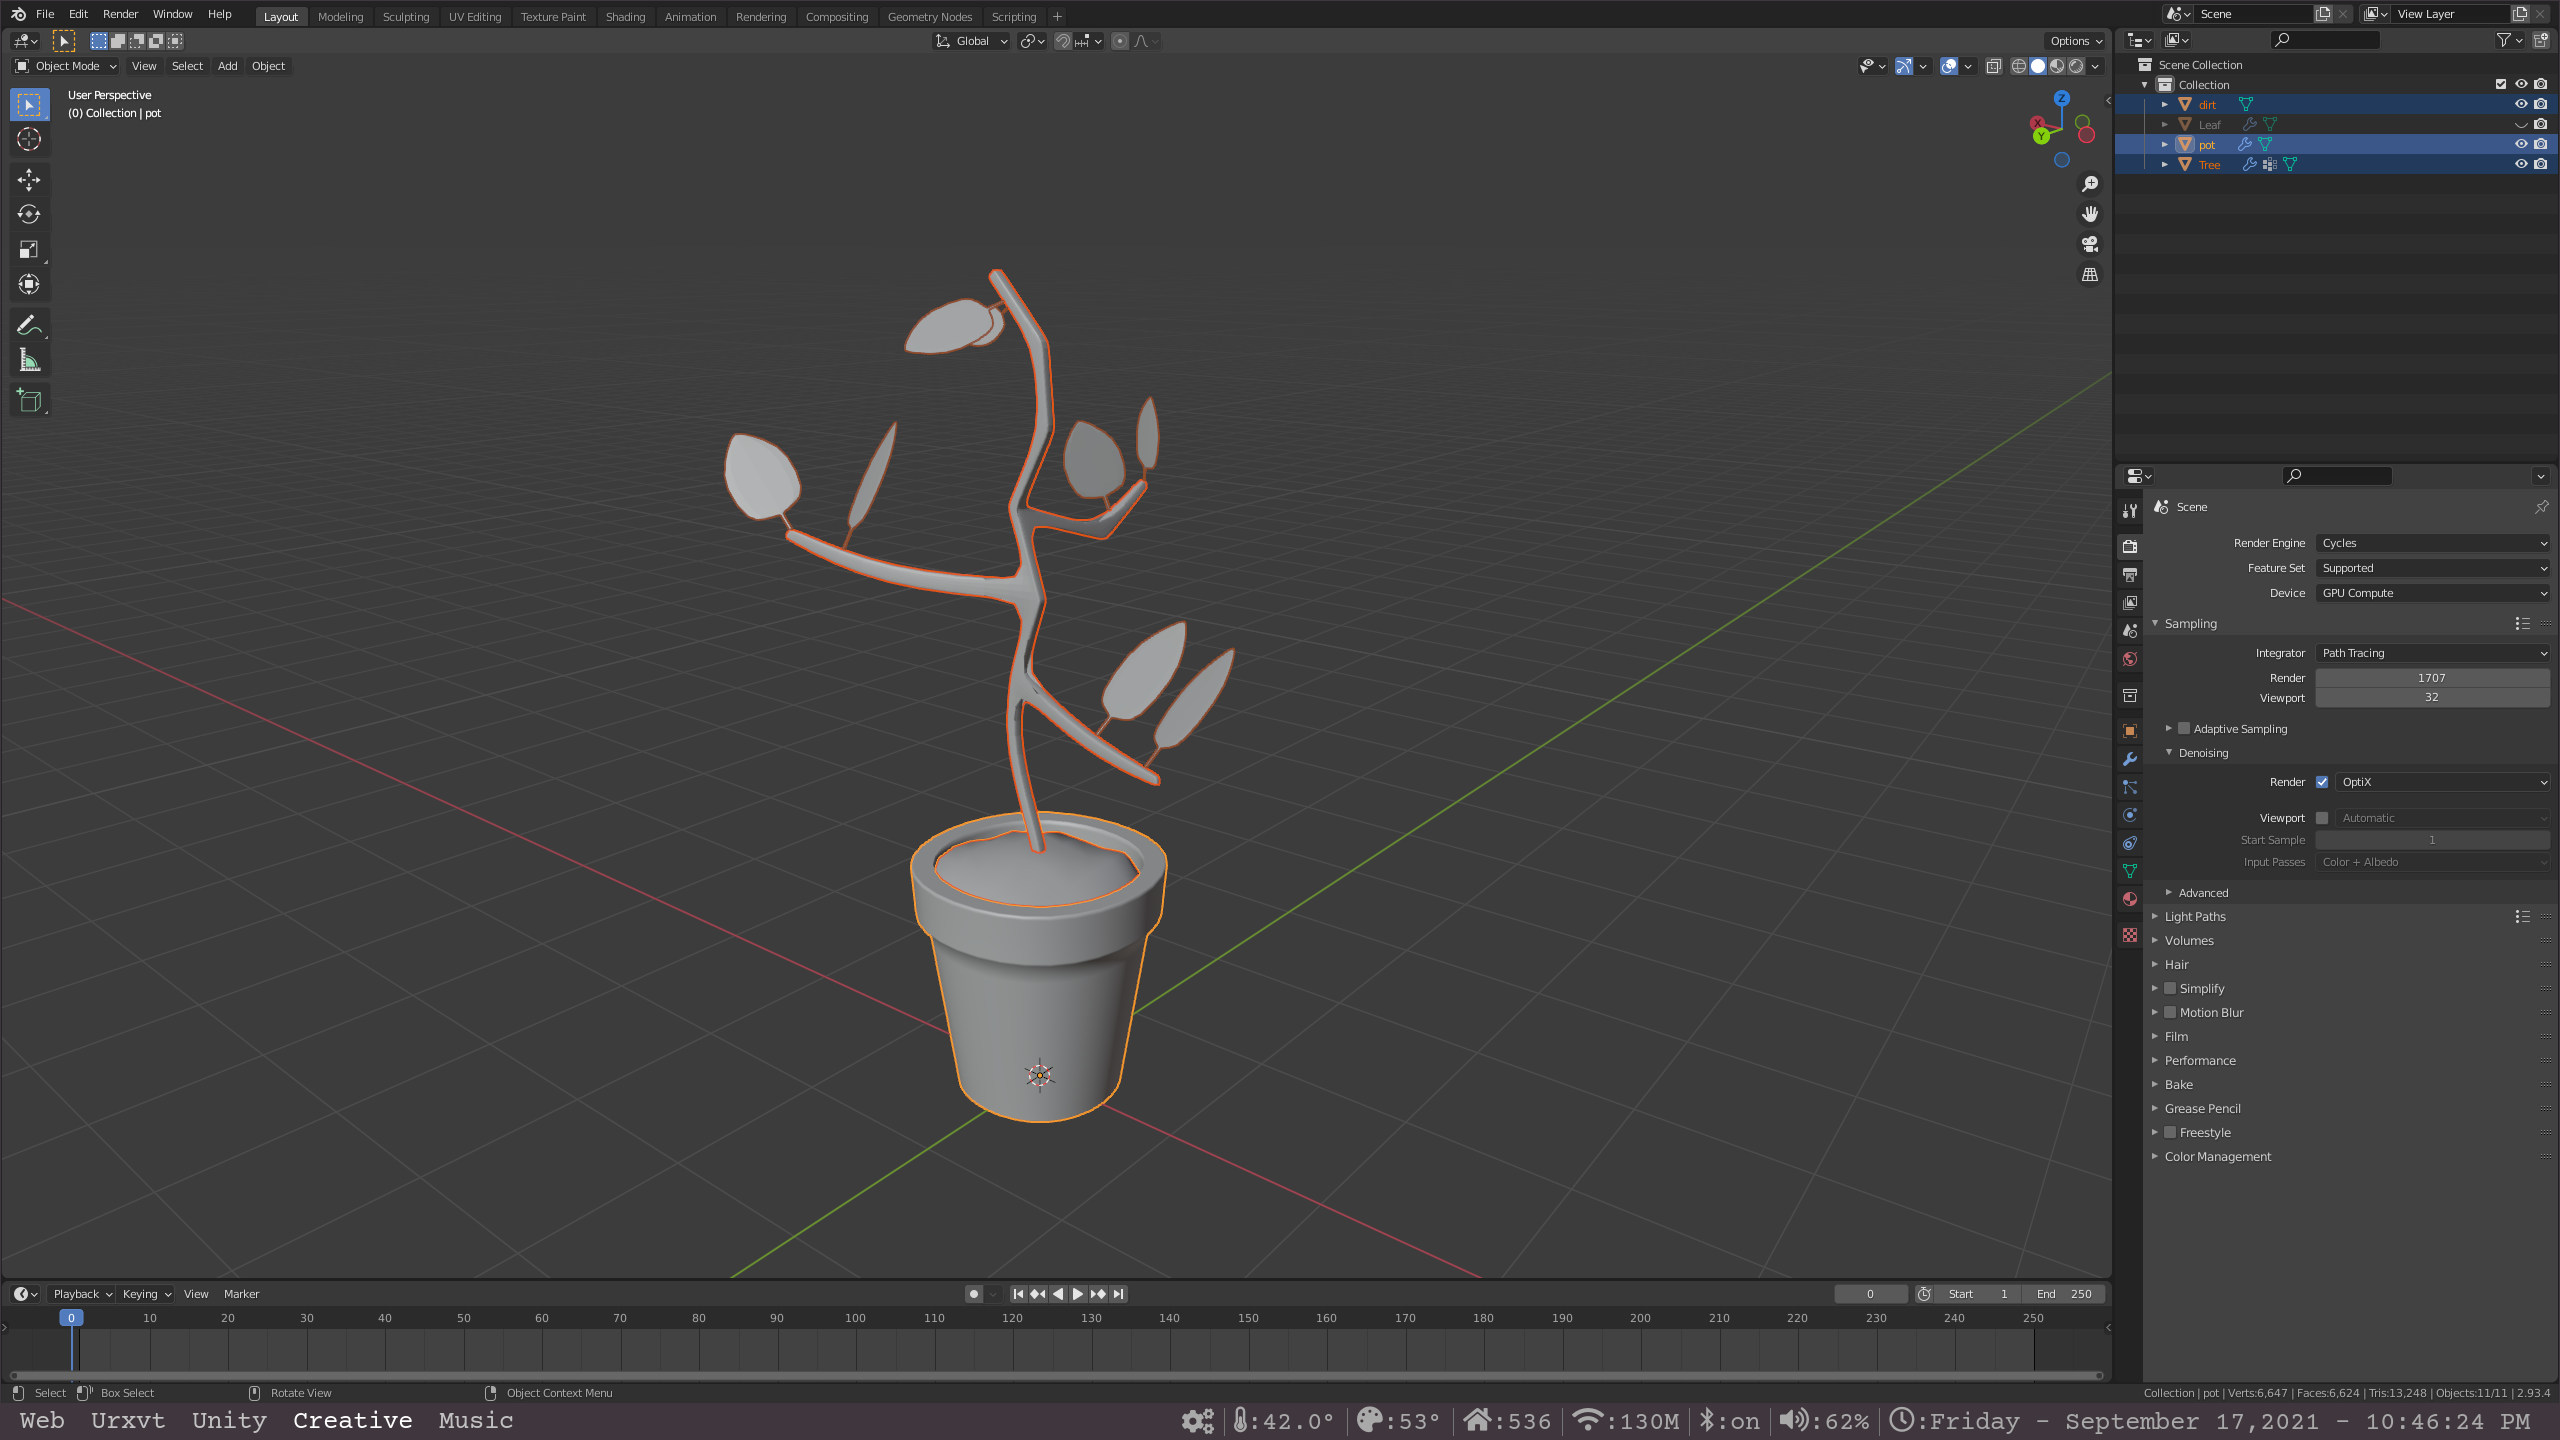 File Edit Render Window Help Layout Modeling Sculpting UV Editing Texture Paint Shading Animation Rendering Compositing Geometry Nodes Scripting + Scene View Layer
Global Options
Object Mode View Select Add Object
User Perspective
(0) Collection | pot
Z
X
Y
Scene Collection
Collection
dirt
Leaf
pot
Tree
Scene
Render Engine Cycles
Feature Set Supported
Device GPU Compute
Sampling
Integrator Path Tracing
Render 1707
Viewport 32
Adaptive Sampling
Denoising
Render OptiX
Viewport Automatic
Start Sample 1
Input Passes Color + Albedo
Advanced
Light Paths
Volumes
Hair
Simplify
Motion Blur
Film
Performance
Bake
Grease Pencil
Freestyle
Color Management
Playback Keying View Marker 0 Start 1 End 250
0 10 20 30 40 50 60 70 80 90 100 110 120 130 140 150 160 170 180 190 200 210 220 230 240 250
Select Box Select Rotate View Object Context Menu Collection | pot | Verts:6,647 | Faces:6,624 | Tris:13,248 | Objects:11/11 | 2.93.4
Web Urxvt Unity Creative Music :42.0° :53° :536 :130M :on :62% :Friday - September 17,2021 - 10:46:24 PM